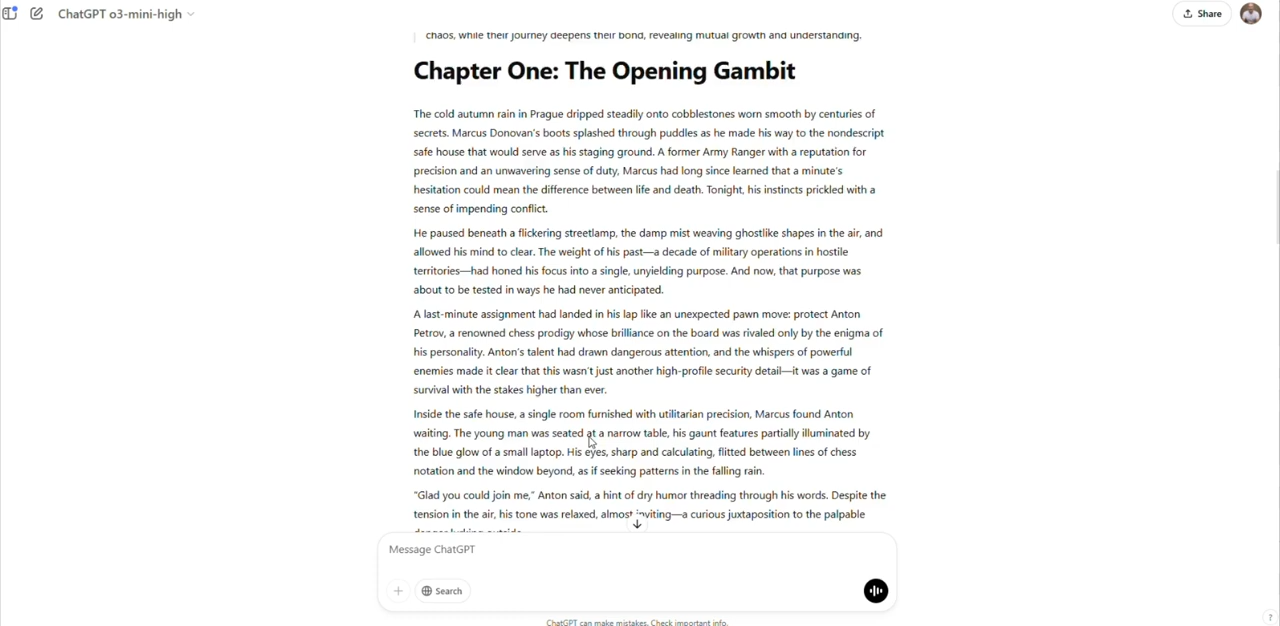 ChatGPT o3-mini-high
Share
chaos, while their journey deepens their bond, revealing mutual growth and understanding.
Chapter One: The Opening Gambit
The cold autumn rain in Prague dripped steadily onto cobblestones worn smooth by centuries of
secrets. Marcus Donovan's boots splashed through puddles as he made his way to the nondescript
safe house that would serve as his staging ground. A former Army Ranger with a reputation for
precision and an unwavering sense of duty, Marcus had long since learned that a minute's
hesitation could mean the difference between life and death. Tonight, his instincts prickled with a
sense of impending conflict.
He paused beneath a flickering streetlamp, the damp mist weaving ghostlike shapes in the air, and
allowed his mind to clear. The weight of his past—a decade of military operations in hostile
territories—had honed his focus into a single, unyielding purpose. And now, that purpose was
about to be tested in ways he had never anticipated.
A last-minute assignment had landed in his lap like an unexpected pawn move: protect Anton
Petrov, a renowned chess prodigy whose brilliance on the board was rivaled only by the enigma of
his personality. Anton's talent had drawn dangerous attention, and the whispers of powerful
enemies made it clear that this wasn't just another high-profile security detail—it was a game of
survival with the stakes higher than ever.
Inside the safe house, a single room furnished with utilitarian precision, Marcus found Anton
waiting. The young man was seated at a narrow table, his gaunt features partially illuminated by
the blue glow of a small laptop. His eyes, sharp and calculating, flitted between lines of chess
notation and the window beyond, as if seeking patterns in the falling rain.
"Glad you could join me," Anton said, a hint of dry humor threading through his words. Despite the
tension in the air, his tone was relaxed, almost inviting—a curious juxtaposition to the palpable
danger lurking outside.
Message ChatGPT
Search
ChatGPT can make mistakes. Check important info.
?